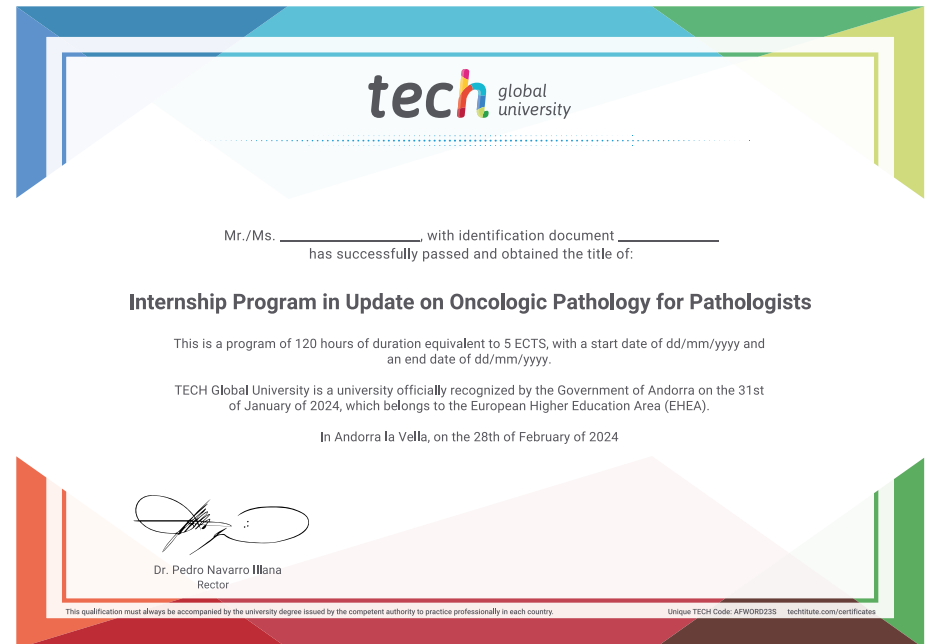 tech global
university
Mr./Ms. ____________________, with identification document ______________
has successfully passed and obtained the title of:
Internship Program in Update on Oncologic Pathology for Pathologists
This is a program of 120 hours of duration equivalent to 5 ECTS, with a start date of dd/mm/yyyy and
an end date of dd/mm/yyyy.
TECH Global University is a university officially recognized by the Government of Andorra on the 31st
of January of 2024, which belongs to the European Higher Education Area (EHEA).
In Andorra la Vella, on the 28th of February of 2024
Dr. Pedro Navarro Illana
Rector
This qualification must always be accompanied by the university degree issued by the competent authority to practice professionally in each country. Unique TECH Code: AFWORD23S techtitute.com/certificates